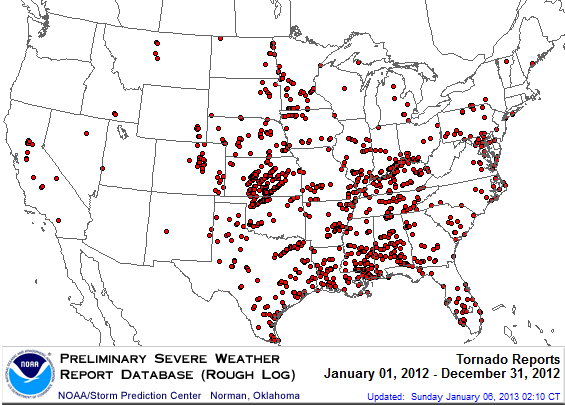 NOAA
PRELIMINARY SEVERE WEATHER
REPORT DATABASE (ROUGH LOG)
NOAA/Storm Prediction Center Norman, Oklahoma
Tornado Reports
January 01, 2012 - December 31, 2012
Updated: Sunday January 06, 2013 02:10 CT